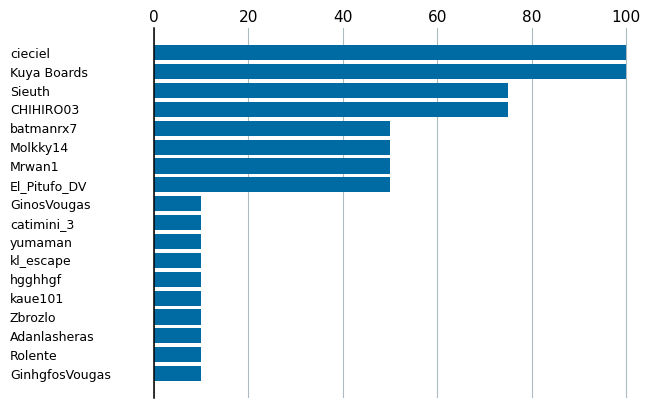 0 20 40 60 80 100
cieciel
Kuya Boards
Sieuth
CHIHIRO03
batmanrx7
Molkky14
Mrwan1
El_Pitufo_DV
GinosVougas
catimini_3
yumaman
kl_escape
hgghhgf
kaue101
Zbrozlo
Adanlasheras
Rolente
GinhgfosVougas